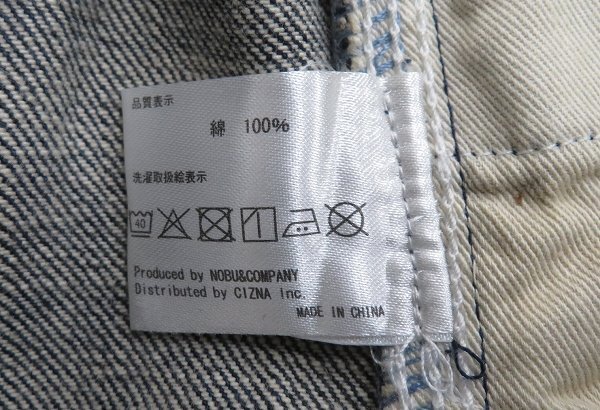 品質表示
綿 100%
洗濯取扱絵表示
40
Produced by NOBU&COMPANY
Distributed by CIZNA Inc.
MADE IN CHINA